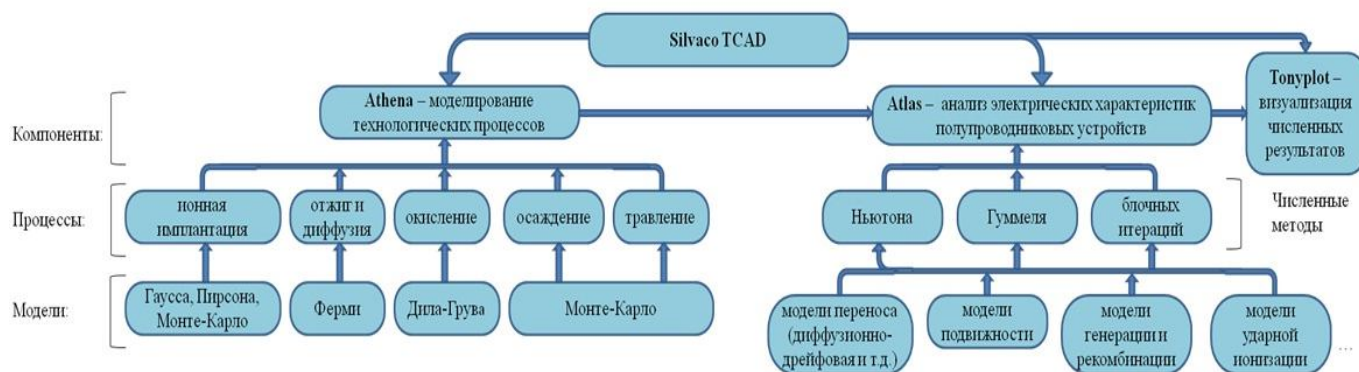 Silvaco TCAD
Athena – моделирование
технологических процессов
Atlas – анализ электрических характеристик
полупроводниковых устройств
Tonyplot –
визуализация
численных
результатов
Компоненты:
Процессы:
ионная
имплантация
отжиг и
диффузия
окисление
осаждение
травление
Ньютона
Гуммеля
блочных
итераций
Численные
методы
Модели:
Гаусса, Пирсона,
Монте-Карло
Ферми
Дила-Грува
Монте-Карло
модели переноса
(диффузионно-
дрейфовая и т.д.)
модели
подвижности
модели
генерации и
рекомбинации
модели
ударной
ионизации
...